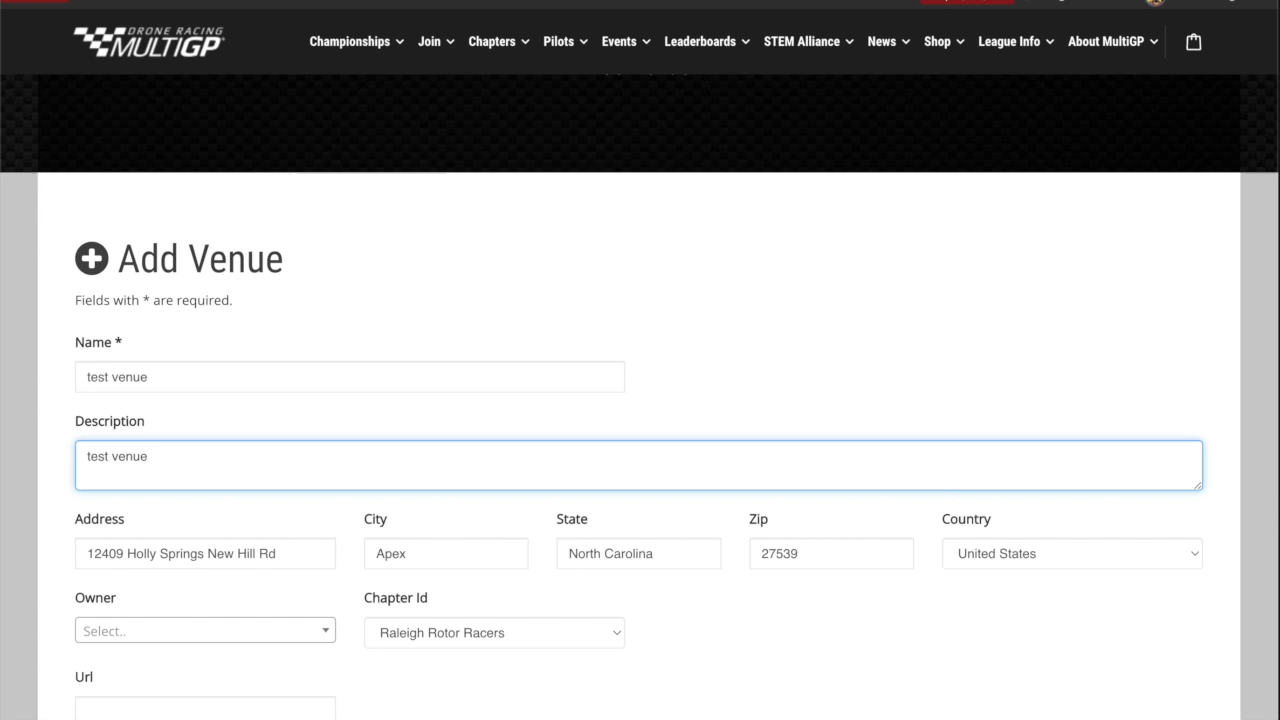 DRONE RACING
MULTIGP
Championships Join Chapters Pilots Events Leaderboards STEM Alliance News Shop League Info About MultiGP
Add Venue
Fields with * are required.
Name *
test venue
Description
test venue
Address City State Zip Country
12409 Holly Springs New Hill Rd Apex North Carolina 27539 United States
Owner Chapter Id
Select.. Raleigh Rotor Racers
Url